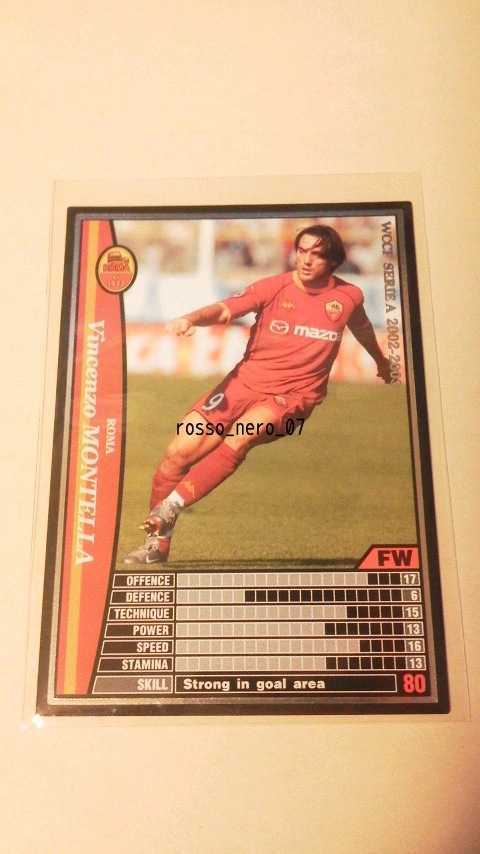 WCCF SERIE A 2002-2003
ROMA
Vincenzo MONTELLA
mazda
9
rosso_nero_07
FW
OFFENCE 17
DEFENCE 6
TECHNIQUE 15
POWER 13
SPEED 16
STAMINA 13
SKILL Strong in goal area 80